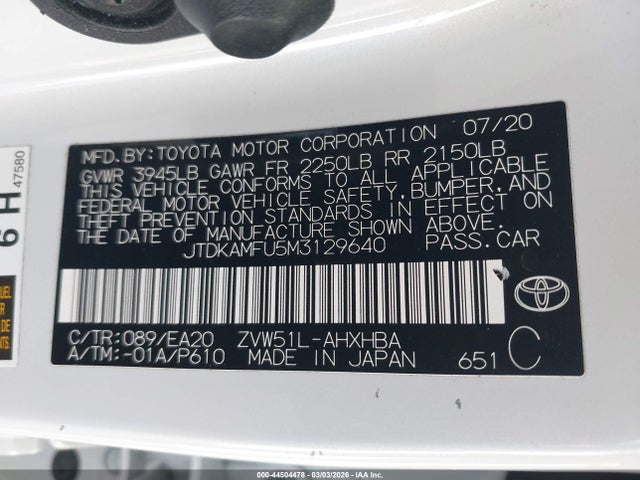 MFD. BY: TOYOTA MOTOR CORPORATION 07/20
GVWR 3945LB GAWR FR 2250LB RR 2150LB
THIS VEHICLE CONFORMS TO ALL APPLICABLE
FEDERAL MOTOR VEHICLE SAFETY, BUMPER, AND
THEFT PREVENTION STANDARDS IN EFFECT ON
THE DATE OF MANUFACTURE SHOWN ABOVE.
JTDKAMFU5M3129640 PASS. CAR
C/TR: 089/EA20 ZVW51L-AHXHBA
A/TM: -01A/P610 MADE IN JAPAN 651 C
6 H 47580
DE
000-44504478 - 03/03/2026 - IAA Inc.